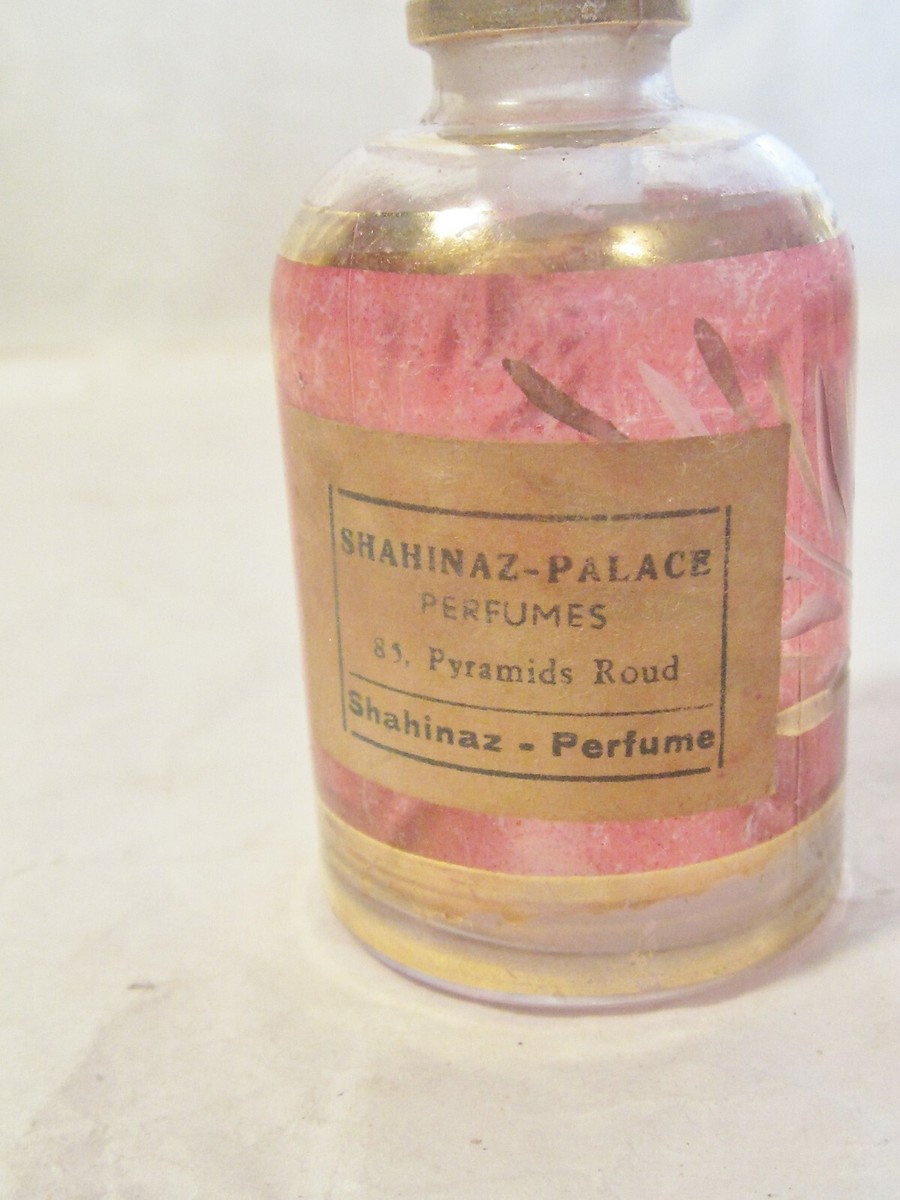 SHAHINAZ-PALACE
PERFUMES
85, Pyramids Roud
Shahinaz - Perfume